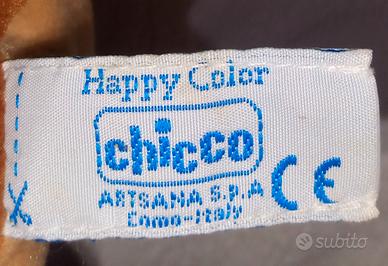 Happy Color
chicco
ARTSANA S.p.A
Como-Italy
CE
subito